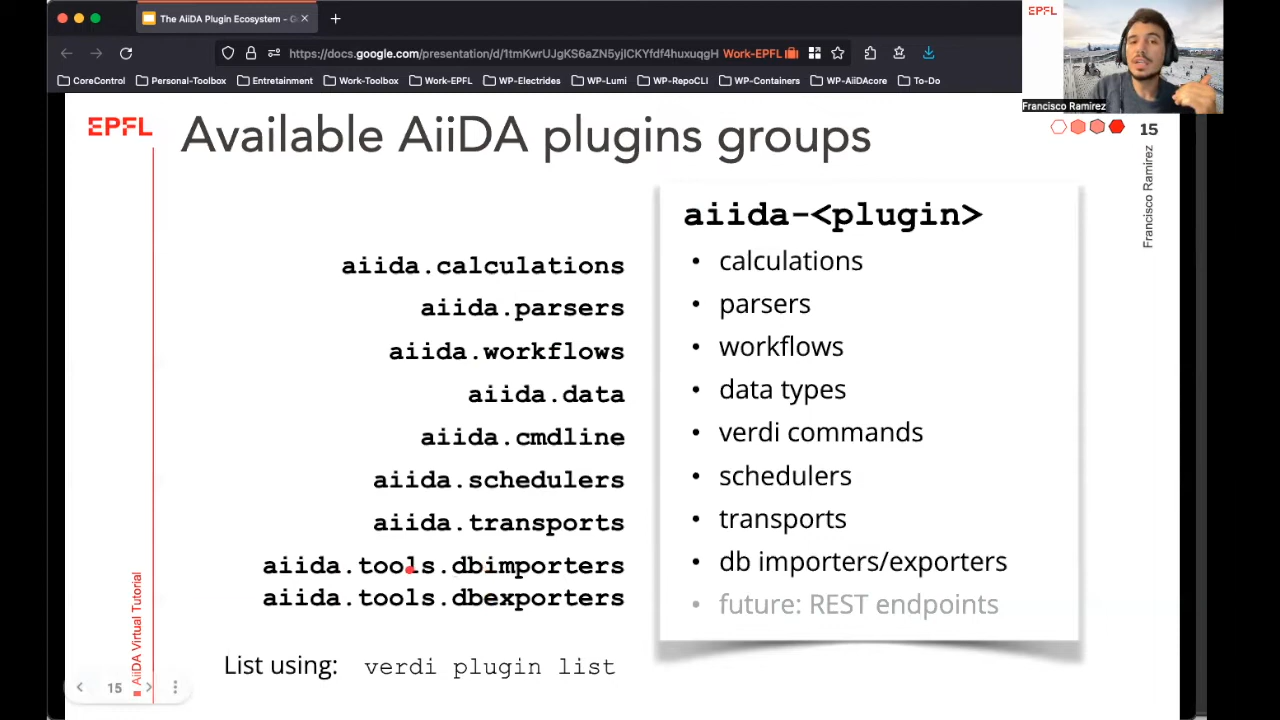 The AiiDA Plugin Ecosystem - G
https://docs.google.com/presentation/d/1tmKwrUJgKS6aZN5yjlCKYfdf4huxuqgH
Work-EPFL
CoreControl
Personal-Toolbox
Entretainment
Work-Toolbox
Work-EPFL
WP-Electrides
WP-Lumi
WP-RepoCLI
WP-Containers
WP-AiiDAcore
To-Do
EPFL
Francisco Ramirez
EPFL
Available AiiDA plugins groups
15
Francisco Ramirez
aiida.calculations
aiida.parsers
aiida.workflows
aiida.data
aiida.cmdline
aiida.schedulers
aiida.transports
aiida.tools.dbimporters
aiida.tools.dbexporters
List using: verdi plugin list
aiida-<plugin>
• calculations
• parsers
• workflows
• data types
• verdi commands
• schedulers
• transports
• db importers/exporters
• future: REST endpoints
AiiDA Virtual Tutorial
15